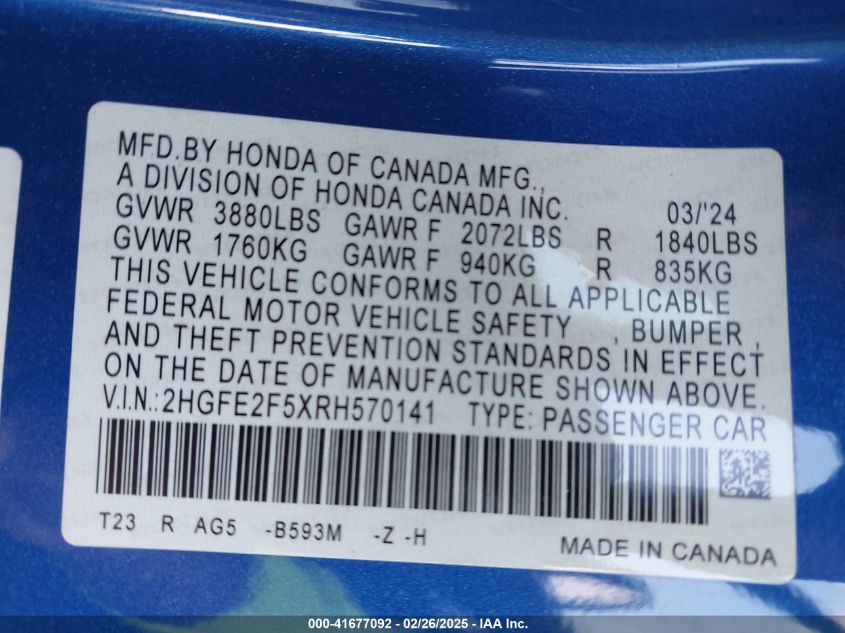 MFD.BY HONDA OF CANADA MFG.,
A DIVISION OF HONDA CANADA INC. 03/'24
GVWR 3880LBS GAWR F 2072LBS R 1840LBS
GVWR 1760KG GAWR F 940KG R 835KG
THIS VEHICLE CONFORMS TO ALL APPLICABLE
FEDERAL MOTOR VEHICLE SAFETY , BUMPER ,
AND THEFT PREVENTION STANDARDS IN EFFECT
ON THE DATE OF MANUFACTURE SHOWN ABOVE.
V.I.N.:2HGFE2F5XRH570141 TYPE: PASSENGER CAR
T23 R AG5 -B593M -Z -H
MADE IN CANADA
000-41677092 - 02/26/2025 - IAA Inc.